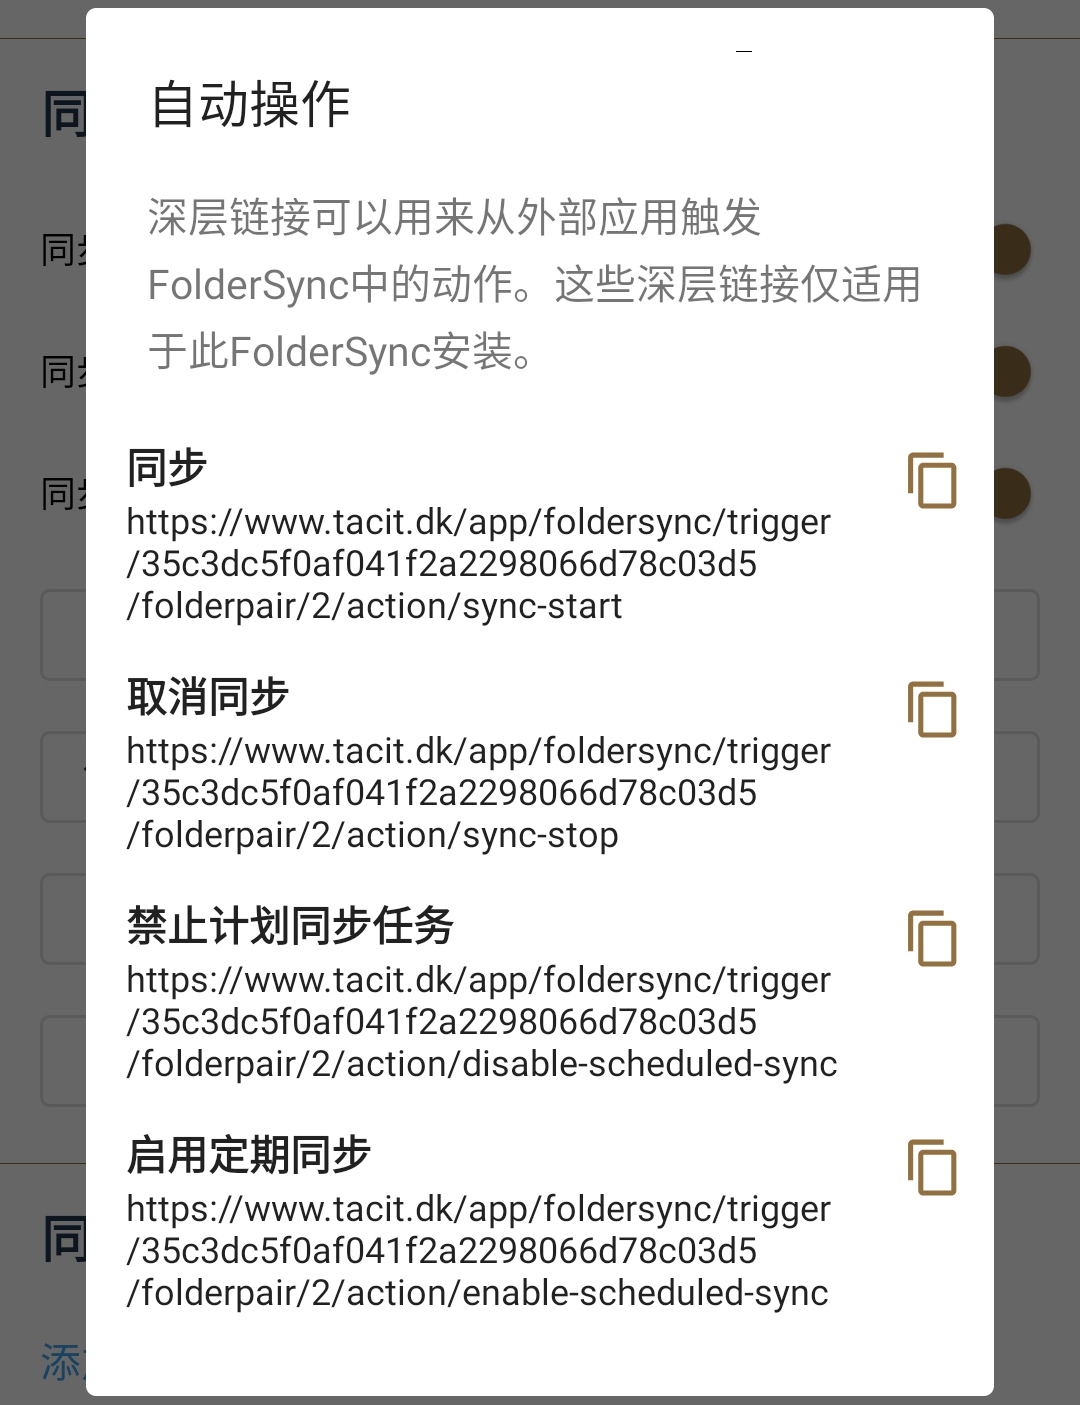 自动操作
深层链接可以用来从外部应用触发
FolderSync中的动作。这些深层链接仅适用
于此FolderSync安装。
同步
https://www.tacit.dk/app/foldersync/trigger
/35c3dc5f0af041f2a2298066d78c03d5
/folderpair/2/action/sync-start
取消同步
https://www.tacit.dk/app/foldersync/trigger
/35c3dc5f0af041f2a2298066d78c03d5
/folderpair/2/action/sync-stop
禁止计划同步任务
https://www.tacit.dk/app/foldersync/trigger
/35c3dc5f0af041f2a2298066d78c03d5
/folderpair/2/action/disable-scheduled-sync
启用定期同步
https://www.tacit.dk/app/foldersync/trigger
/35c3dc5f0af041f2a2298066d78c03d5
/folderpair/2/action/enable-scheduled-sync
同
同
同
同
同
添